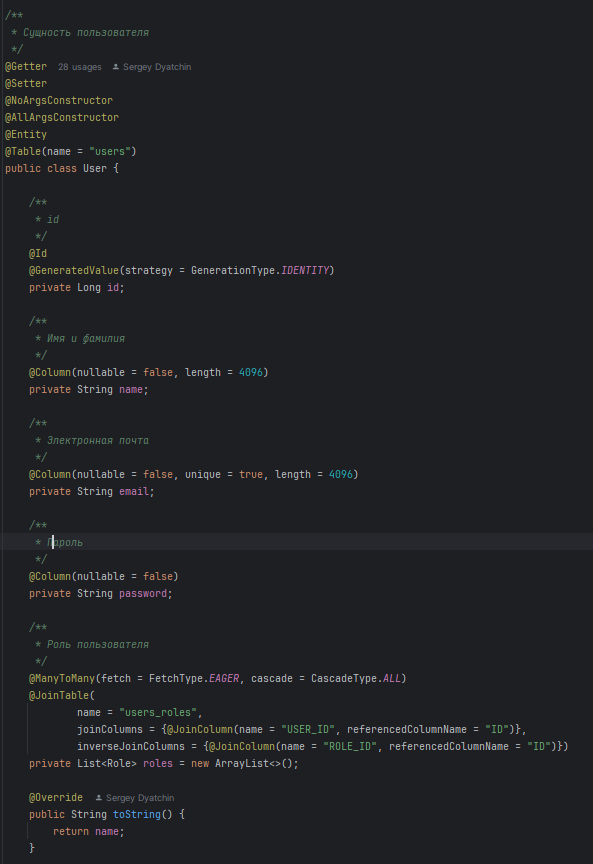 /**
 * Сущность пользователя
 */
@Getter 28 usages Sergey Dyatchin
@Setter
@NoArgsConstructor
@AllArgsConstructor
@Entity
@Table(name = "users")
public class User {
    /**
     * id
     */
    @Id
    @GeneratedValue(strategy = GenerationType.IDENTITY)
    private Long id;
    /**
     * Имя и фамилия
     */
    @Column(nullable = false, length = 4096)
    private String name;
    /**
     * Электронная почта
     */
    @Column(nullable = false, unique = true, length = 4096)
    private String email;
    /**
     * Пароль
     */
    @Column(nullable = false)
    private String password;
    /**
     * Роль пользователя
     */
    @ManyToMany(fetch = FetchType.EAGER, cascade = CascadeType.ALL)
    @JoinTable(
            name = "users_roles",
            joinColumns = {@JoinColumn(name = "USER_ID", referencedColumnName = "ID")},
            inverseJoinColumns = {@JoinColumn(name = "ROLE_ID", referencedColumnName = "ID")})
    private List<Role> roles = new ArrayList<>();
    @Override Sergey Dyatchin
    public String toString() {
        return name;
    }